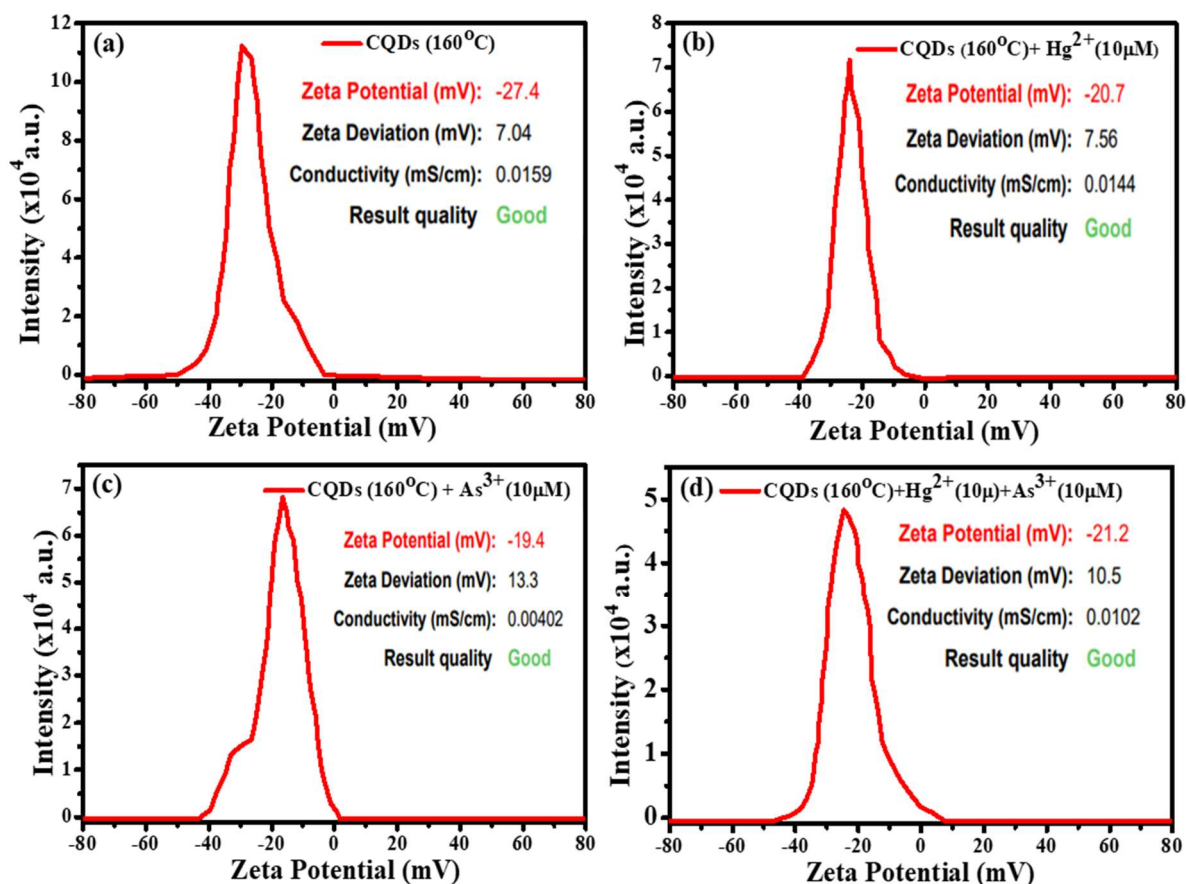 (a)
CQDs (160°C)
Zeta Potential (mV): -27.4
Zeta Deviation (mV): 7.04
Conductivity (mS/cm): 0.0159
Result quality Good
Intensity (x10⁴ a.u.)
12
10
8
6
4
2
0
-80 -60 -40 -20 0 20 40 60 80
Zeta Potential (mV)
(b)
CQDs (160°C)+ Hg²⁺(10μM)
Zeta Potential (mV): -20.7
Zeta Deviation (mV): 7.56
Conductivity (mS/cm): 0.0144
Result quality Good
Intensity (x10⁴ a.u.)
8
7
6
4
3
1
0
-80 -60 -40 -20 0 20 40 60 80
Zeta Potential (mV)
(c)
CQDs (160°C) + As³⁺(10μM)
Zeta Potential (mV): -19.4
Zeta Deviation (mV): 13.3
Conductivity (mS/cm): 0.00402
Result quality Good
Intensity (x10⁴ a.u.)
7
6
5
3
2
1
0
-80 -60 -40 -20 0 20 40 60 80
Zeta Potential (mV)
(d)
CQDs (160°C)+Hg²⁺(10μ)+As³⁺(10μM)
Zeta Potential (mV): -21.2
Zeta Deviation (mV): 10.5
Conductivity (mS/cm): 0.0102
Result quality Good
Intensity (x10⁴ a.u.)
5
4
3
2
1
0
-80 -60 -40 -20 0 20 40 60 80
Zeta Potential (mV)